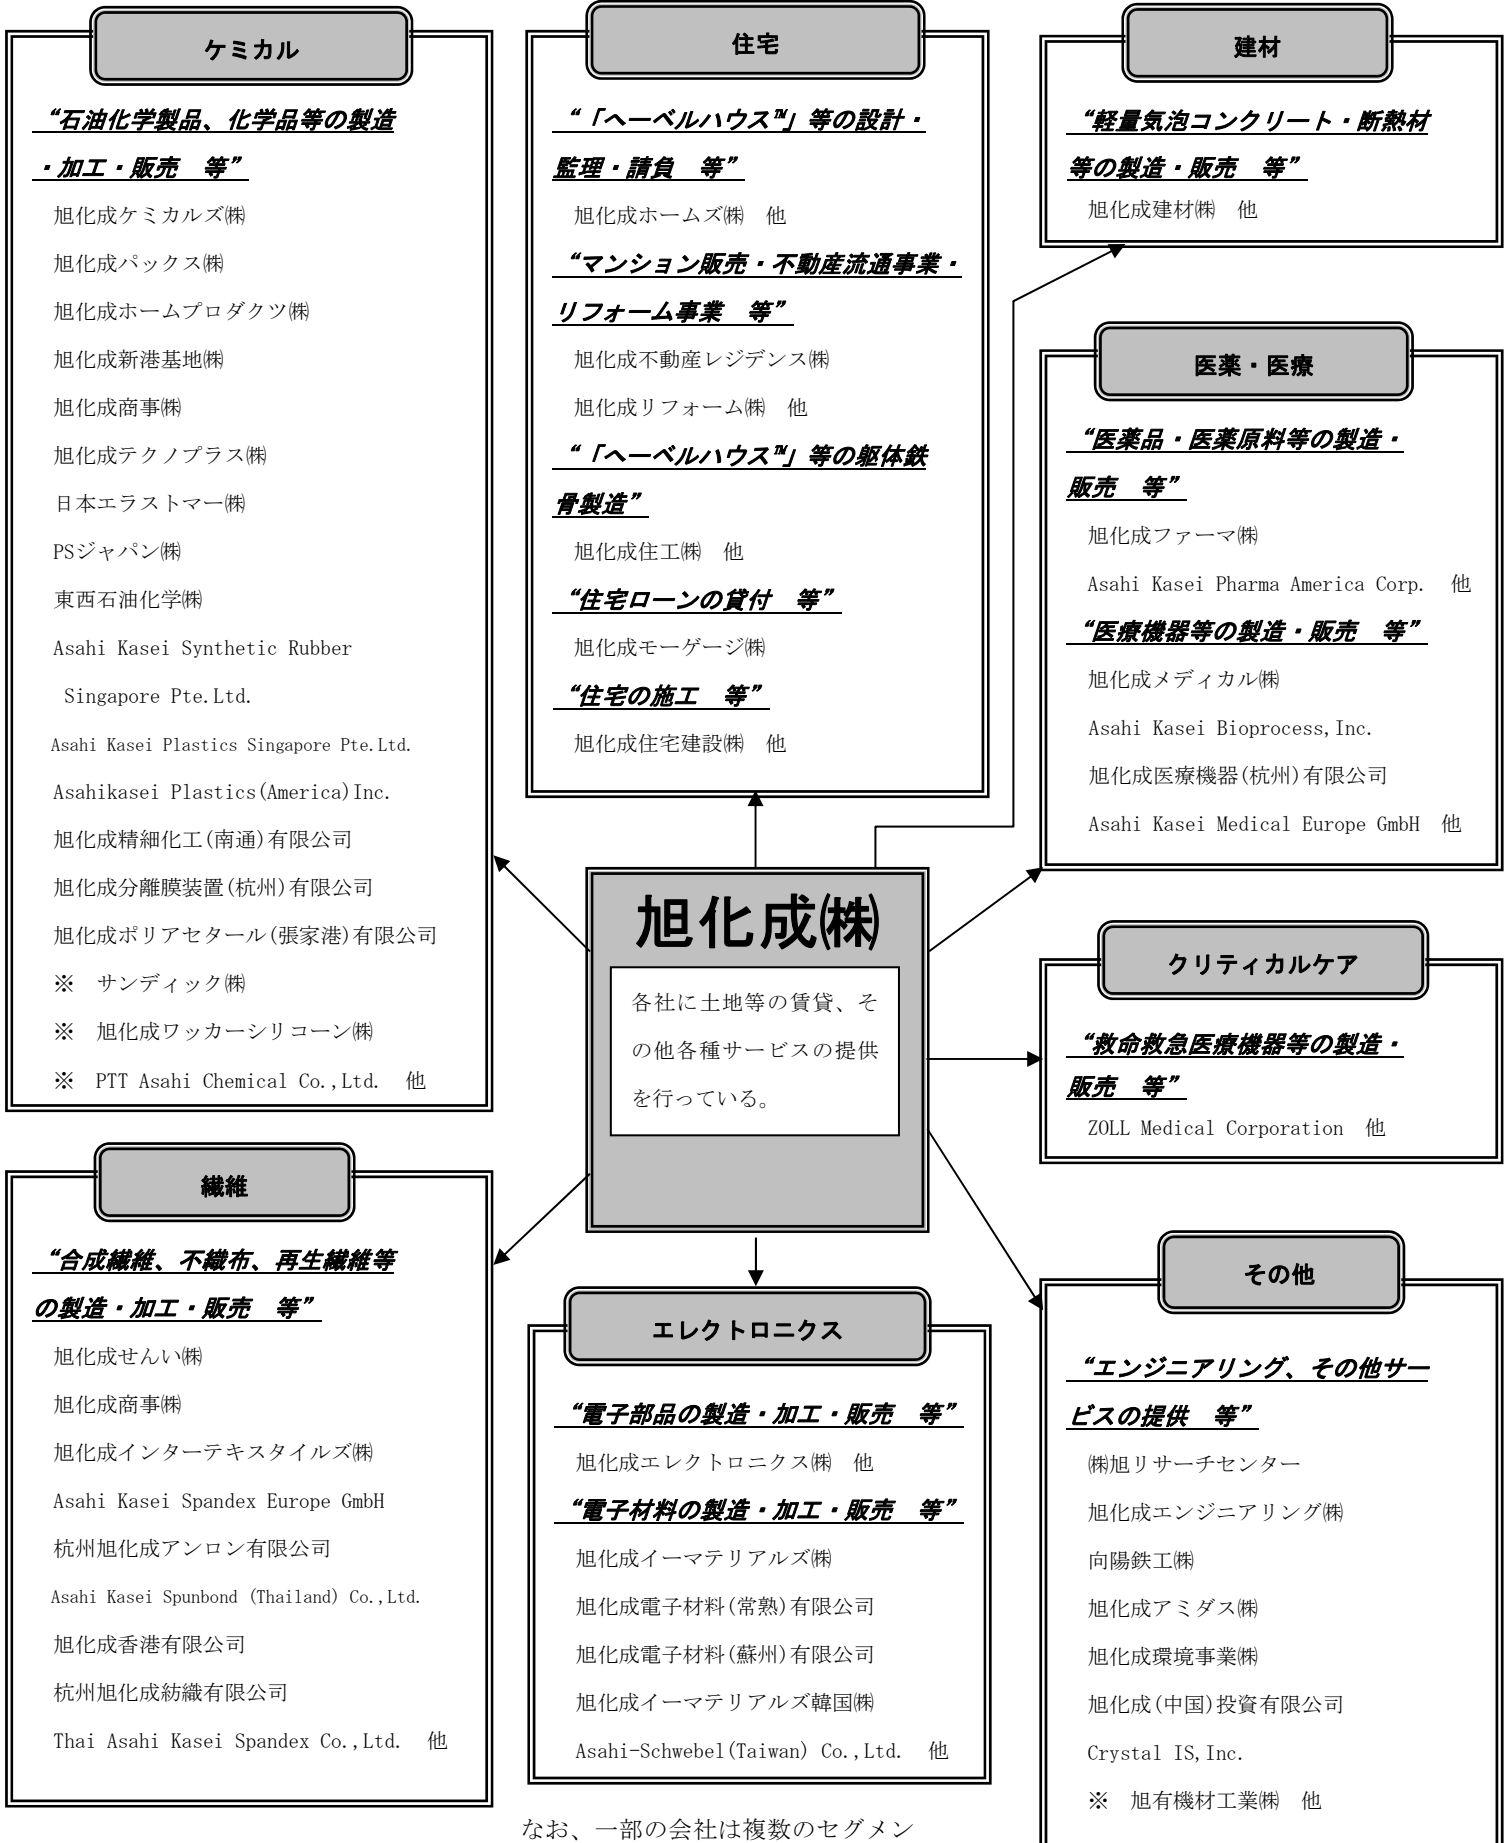 ケミカル
“石油化学製品、化学品等の製造
・加工・販売　等”
旭化成ケミカルズ㈱
旭化成パックス㈱
旭化成ホームプロダクツ㈱
旭化成新港基地㈱
旭化成商事㈱
旭化成テクノプラス㈱
日本エラストマー㈱
PSジャパン㈱
東西石油化学㈱
Asahi Kasei Synthetic Rubber
Singapore Pte.Ltd.
Asahi Kasei Plastics Singapore Pte.Ltd.
Asahikasei Plastics(America)Inc.
旭化成精細化工(南通)有限公司
旭化成分離膜装置(杭州)有限公司
旭化成ポリアセタール(張家港)有限公司
※　サンディック㈱
※　旭化成ワッカーシリコーン㈱
※　PTT Asahi Chemical Co.,Ltd.　他
繊維
“合成繊維、不織布、再生繊維等
の製造・加工・販売　等”
旭化成せんい㈱
旭化成商事㈱
旭化成インターテキスタイルズ㈱
Asahi Kasei Spandex Europe GmbH
杭州旭化成アンロン有限公司
Asahi Kasei Spunbond (Thailand) Co.,Ltd.
旭化成香港有限公司
杭州旭化成紡織有限公司
Thai Asahi Kasei Spandex Co.,Ltd.　他
住宅
“「ヘーベルハウス™」等の設計・
監理・請負　等”
旭化成ホームズ㈱　他
“マンション販売・不動産流通事業・
リフォーム事業　等”
旭化成不動産レジデンス㈱
旭化成リフォーム㈱　他
“「ヘーベルハウス™」等の躯体鉄
骨製造”
旭化成住工㈱　他
“住宅ローンの貸付　等”
旭化成モーゲージ㈱
“住宅の施工　等”
旭化成住宅建設㈱　他
旭化成㈱
各社に土地等の賃貸、そ
の他各種サービスの提供
を行っている。
エレクトロニクス
“電子部品の製造・加工・販売　等”
旭化成エレクトロニクス㈱　他
“電子材料の製造・加工・販売　等”
旭化成イーマテリアルズ㈱
旭化成電子材料(常熟)有限公司
旭化成電子材料(蘇州)有限公司
旭化成イーマテリアルズ韓国㈱
Asahi-Schwebel(Taiwan) Co.,Ltd.　他
なお、一部の会社は複数のセグメン
建材
“軽量気泡コンクリート・断熱材
等の製造・販売　等”
旭化成建材㈱　他
医薬・医療
“医薬品・医薬原料等の製造・
販売　等”
旭化成ファーマ㈱
Asahi Kasei Pharma America Corp.　他
“医療機器等の製造・販売　等”
旭化成メディカル㈱
Asahi Kasei Bioprocess,Inc.
旭化成医療機器(杭州)有限公司
Asahi Kasei Medical Europe GmbH　他
クリティカルケア
“救命救急医療機器等の製造・
販売　等”
ZOLL Medical Corporation　他
その他
“エンジニアリング、その他サー
ビスの提供　等”
㈱旭リサーチセンター
旭化成エンジニアリング㈱
向陽鉄工㈱
旭化成アミダス㈱
旭化成環境事業㈱
旭化成(中国)投資有限公司
Crystal IS,Inc.
※　旭有機材工業㈱　他